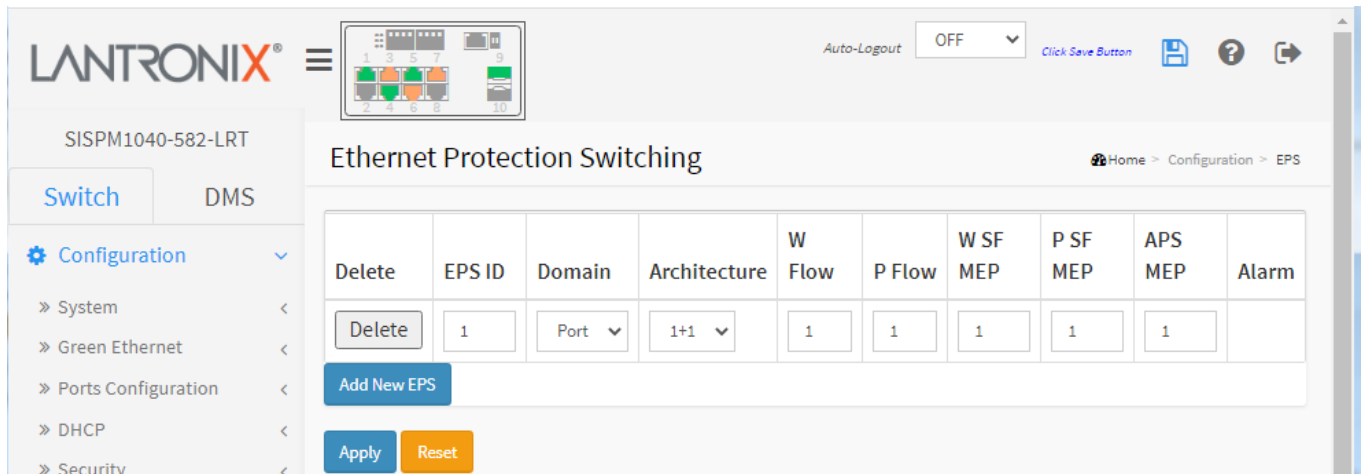 LANTRONIX®
1 3 5 7 9
2 4 6 8 10
Auto-Logout OFF Click Save Button
SISPM1040-582-LRT
Switch DMS
Configuration
» System
» Green Ethernet
» Ports Configuration
» DHCP
» Security
Ethernet Protection Switching
Home > Configuration > EPS
Delete EPS ID Domain Architecture W Flow P Flow W SF MEP P SF MEP APS MEP Alarm
Delete 1 Port 1+1 1 1 1 1 1
Add New EPS
Apply Reset